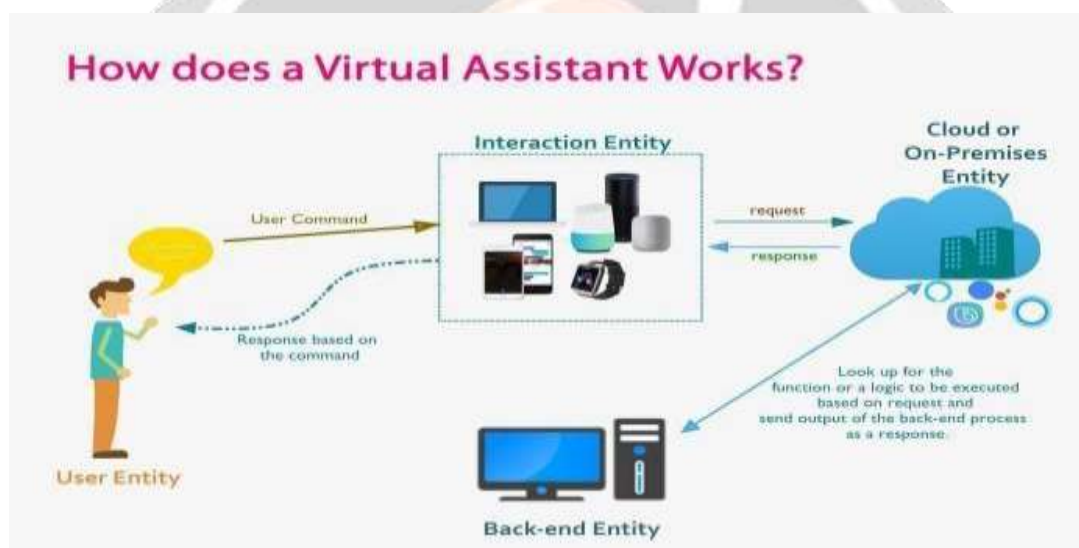 How does a Virtual Assistant Works?
Cloud or
On-Premises
Entity
Interaction Entity
User Command
request
response
Response based on
the command
Look up for the
function or a logic to be executed
based on request and
send output of the back-end process
as a response.
User Entity
Back-end Entity